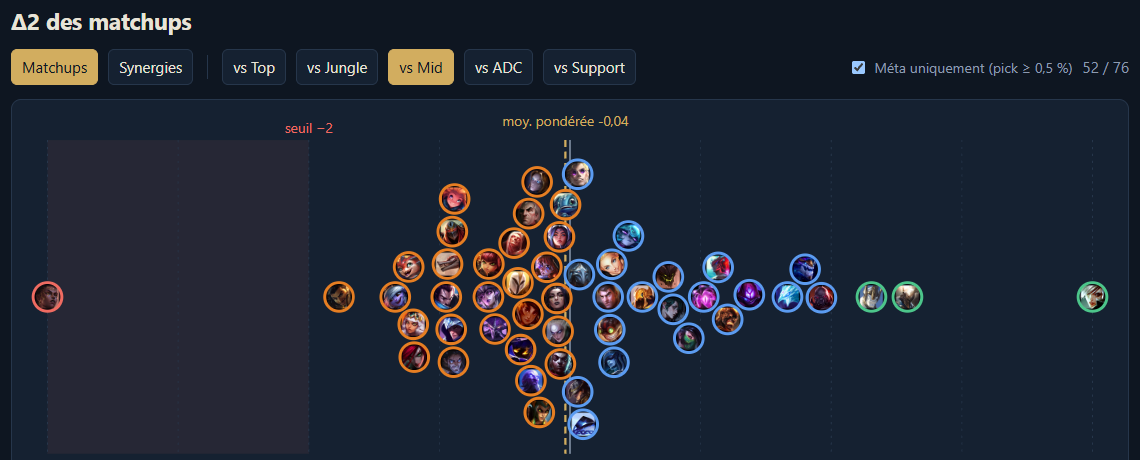 Δ2 des matchups
Matchups Synergies vs Top vs Jungle vs Mid vs ADC vs Support Méta uniquement (pick ≥ 0,5 %) 52 / 76
moy. pondérée -0,04
seuil −2